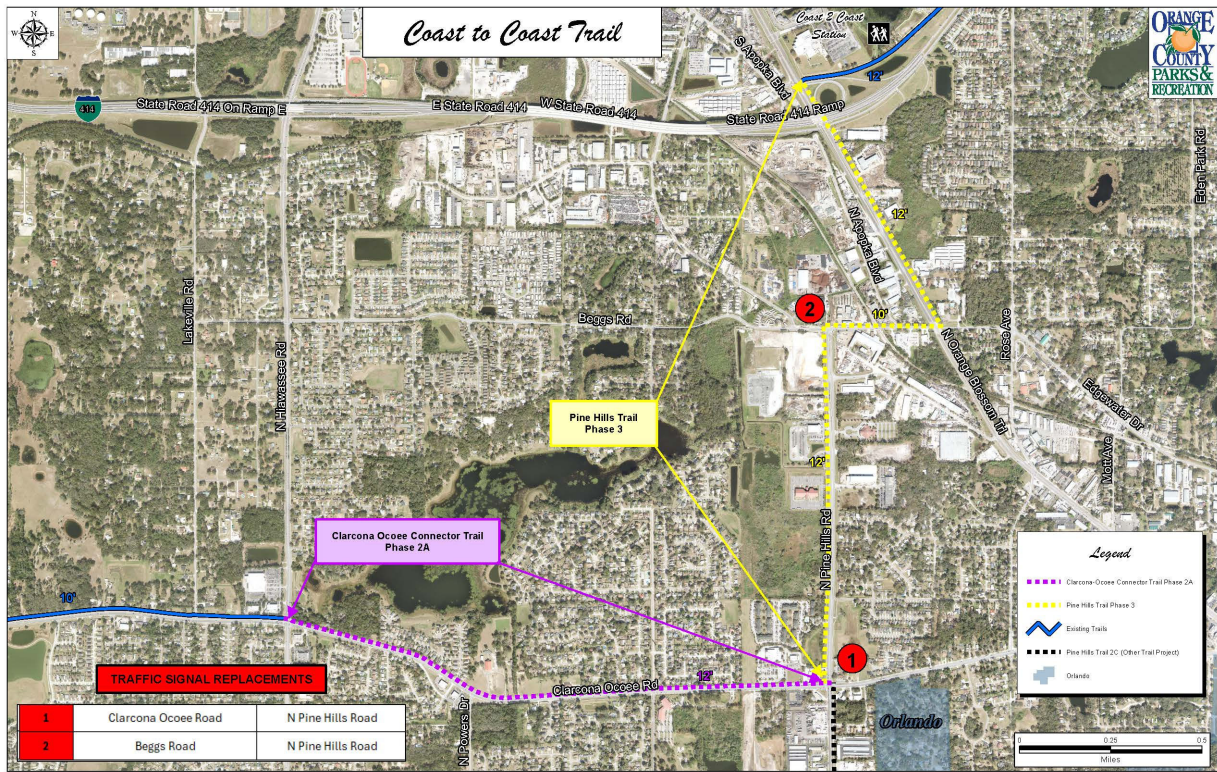 N
W
E
S
Coast to Coast Trail
Coast 2 Coast
Station
ORANGE
COUNTY
PARKS &
RECREATION
414
State Road 414 On Ramp E
E State Road 414
W State Road 414
State Road 414 Ramp
S Apopka Blvd
12'
Eden Park Rd
Lakeville Rd
N Hiawassee Rd
N Apopka Blvd
12'
2
Beggs Rd
10'
N Orange Blossom Trl
Rose Ave
Edgewater Dr
Mott Ave
Pine Hills Trail
Phase 3
12'
N Pine Hills Rd
Clarcona Ocoee Connector Trail
Phase 2A
10'
1
12'
Clarcona Ocoee Rd
N Powers Dr
Orlando
TRAFFIC SIGNAL REPLACEMENTS
1 Clarcona Ocoee Road N Pine Hills Road
2 Beggs Road N Pine Hills Road
Legend
Clarcona-Ocoee Connector Trail Phase 2A
Pine Hills Trail Phase 3
Existing Trails
Pine Hills Trail 2C (Other Trail Project)
Orlando
0 0.25 0.5
Miles